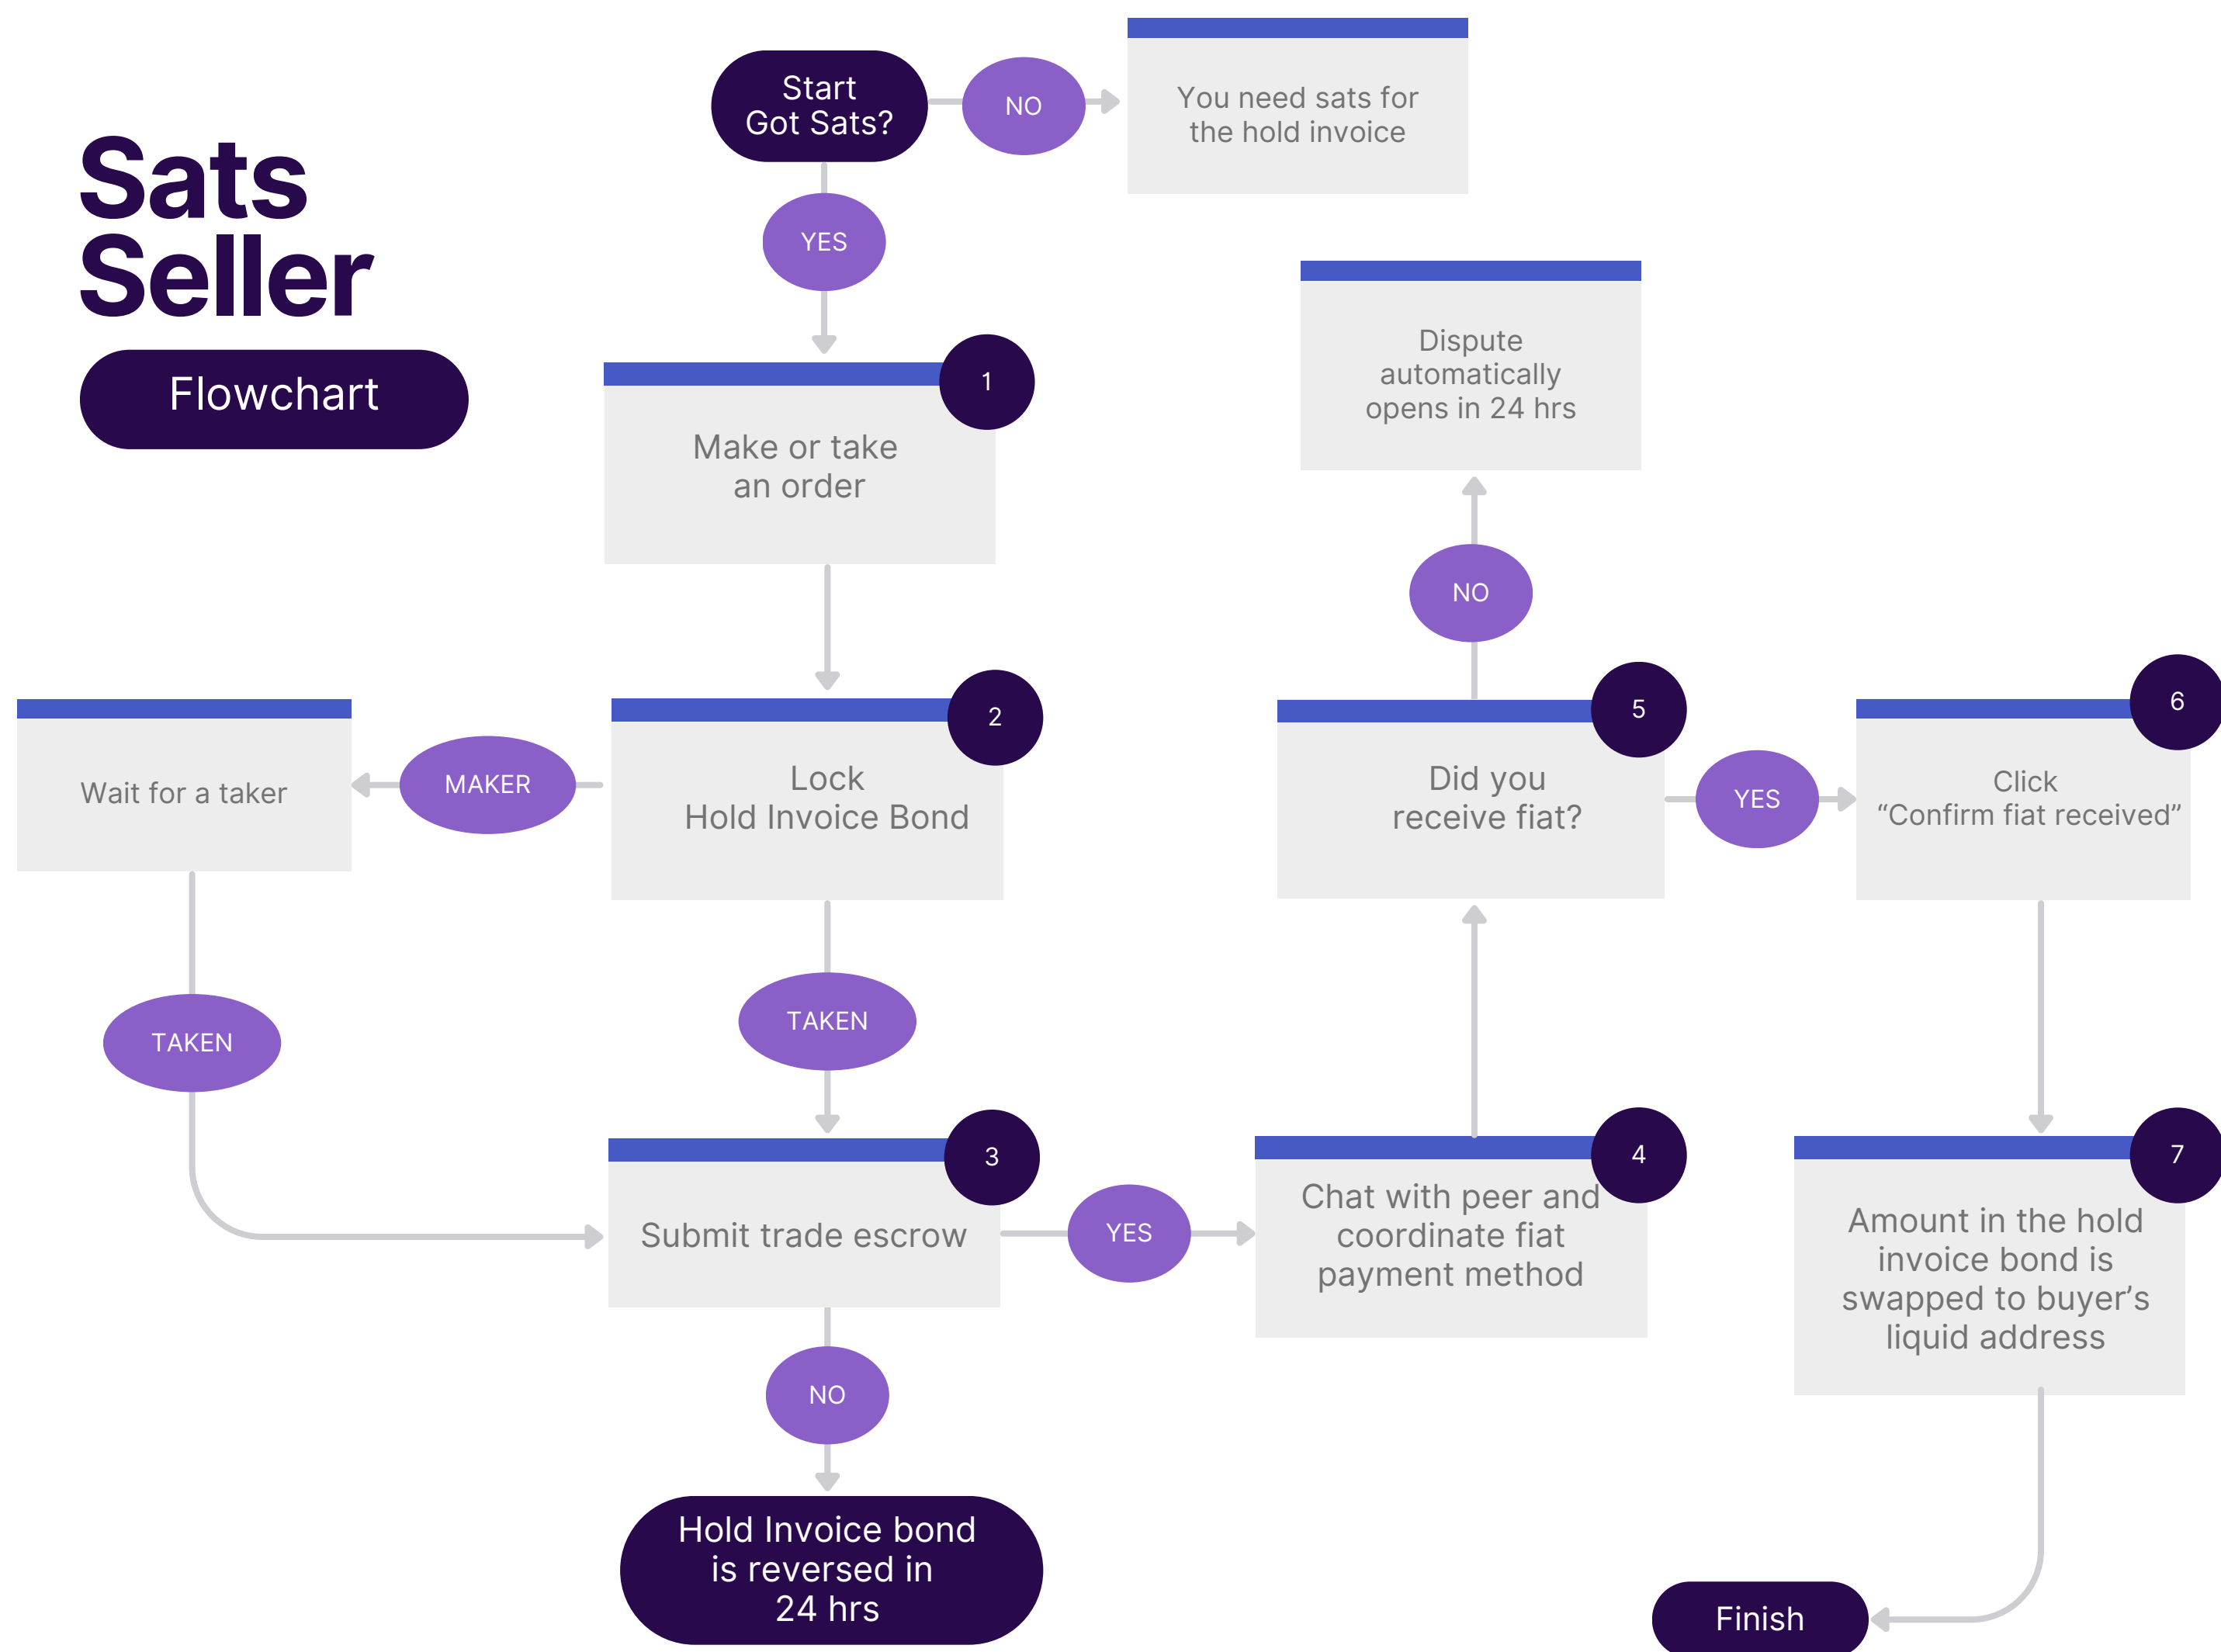 Sats
Seller
Flowchart
Start
Got Sats?
NO
You need sats for
the hold invoice
YES
1
Make or take
an order
2
Lock
Hold Invoice Bond
MAKER
Wait for a taker
TAKEN
TAKEN
3
Submit trade escrow
NO
Hold Invoice bond
is reversed in
24 hrs
YES
4
Chat with peer and
coordinate fiat
payment method
5
Did you
receive fiat?
NO
Dispute
automatically
opens in 24 hrs
YES
6
Click
“Confirm fiat received”
7
Amount in the hold
invoice bond is
swapped to buyer’s
liquid address
Finish